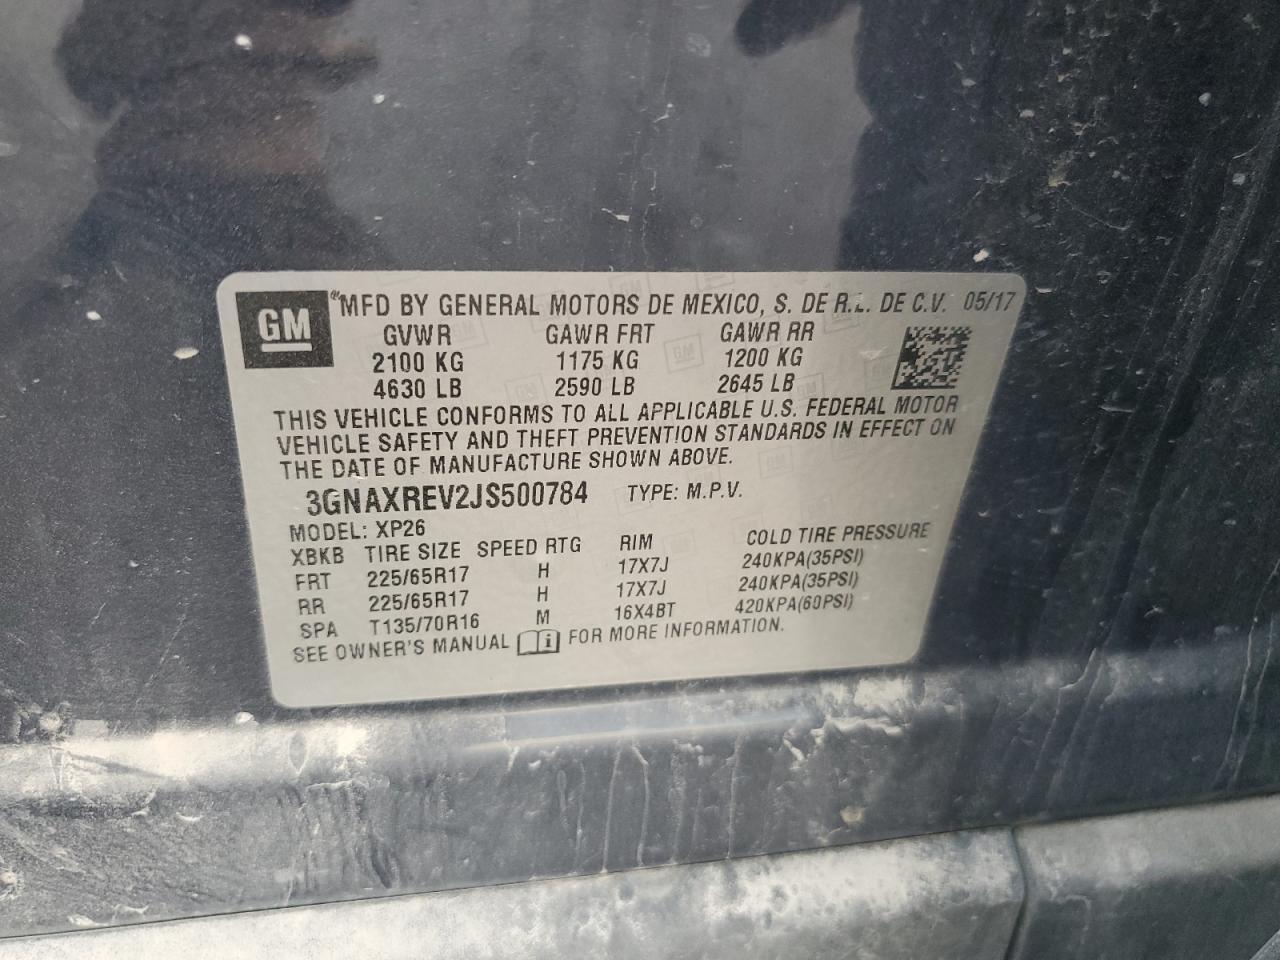 GM
"MFD BY GENERAL MOTORS DE MEXICO, S. DE R.L. DE C.V. 05/17
GVWR GAWR FRT GAWR RR
2100 KG 1175 KG 1200 KG
4630 LB 2590 LB 2645 LB
THIS VEHICLE CONFORMS TO ALL APPLICABLE U.S. FEDERAL MOTOR
VEHICLE SAFETY AND THEFT PREVENTION STANDARDS IN EFFECT ON
THE DATE OF MANUFACTURE SHOWN ABOVE.
3GNAXREV2JS500784 TYPE: M.P.V.
MODEL: XP26
XBKB TIRE SIZE SPEED RTG RIM COLD TIRE PRESSURE
FRT 225/65R17 H 17X7J 240KPA(35PSI)
RR 225/65R17 H 17X7J 240KPA(35PSI)
SPA T135/70R16 M 16X4BT 420KPA(60PSI)
SEE OWNER'S MANUAL i FOR MORE INFORMATION.